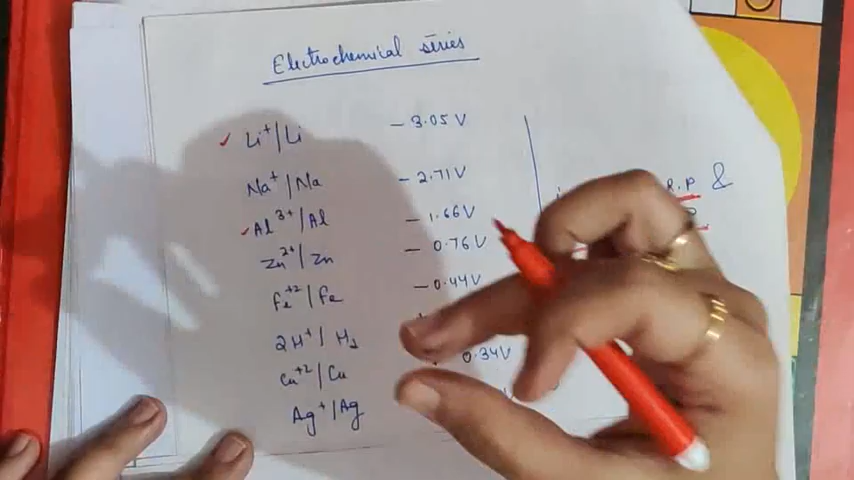 Electrochemical séries
Li⁺/Li – 3.05 V
Na⁺/Na – 2.71 V
Al³⁺/Al – 1.66 V
Zn²⁺/Zn – 0.76 V
Fe⁺²/Fe – 0.44 V
2H⁺/H₂
Cu⁺²/Cu 0.34 V
Ag⁺/Ag
R.P &